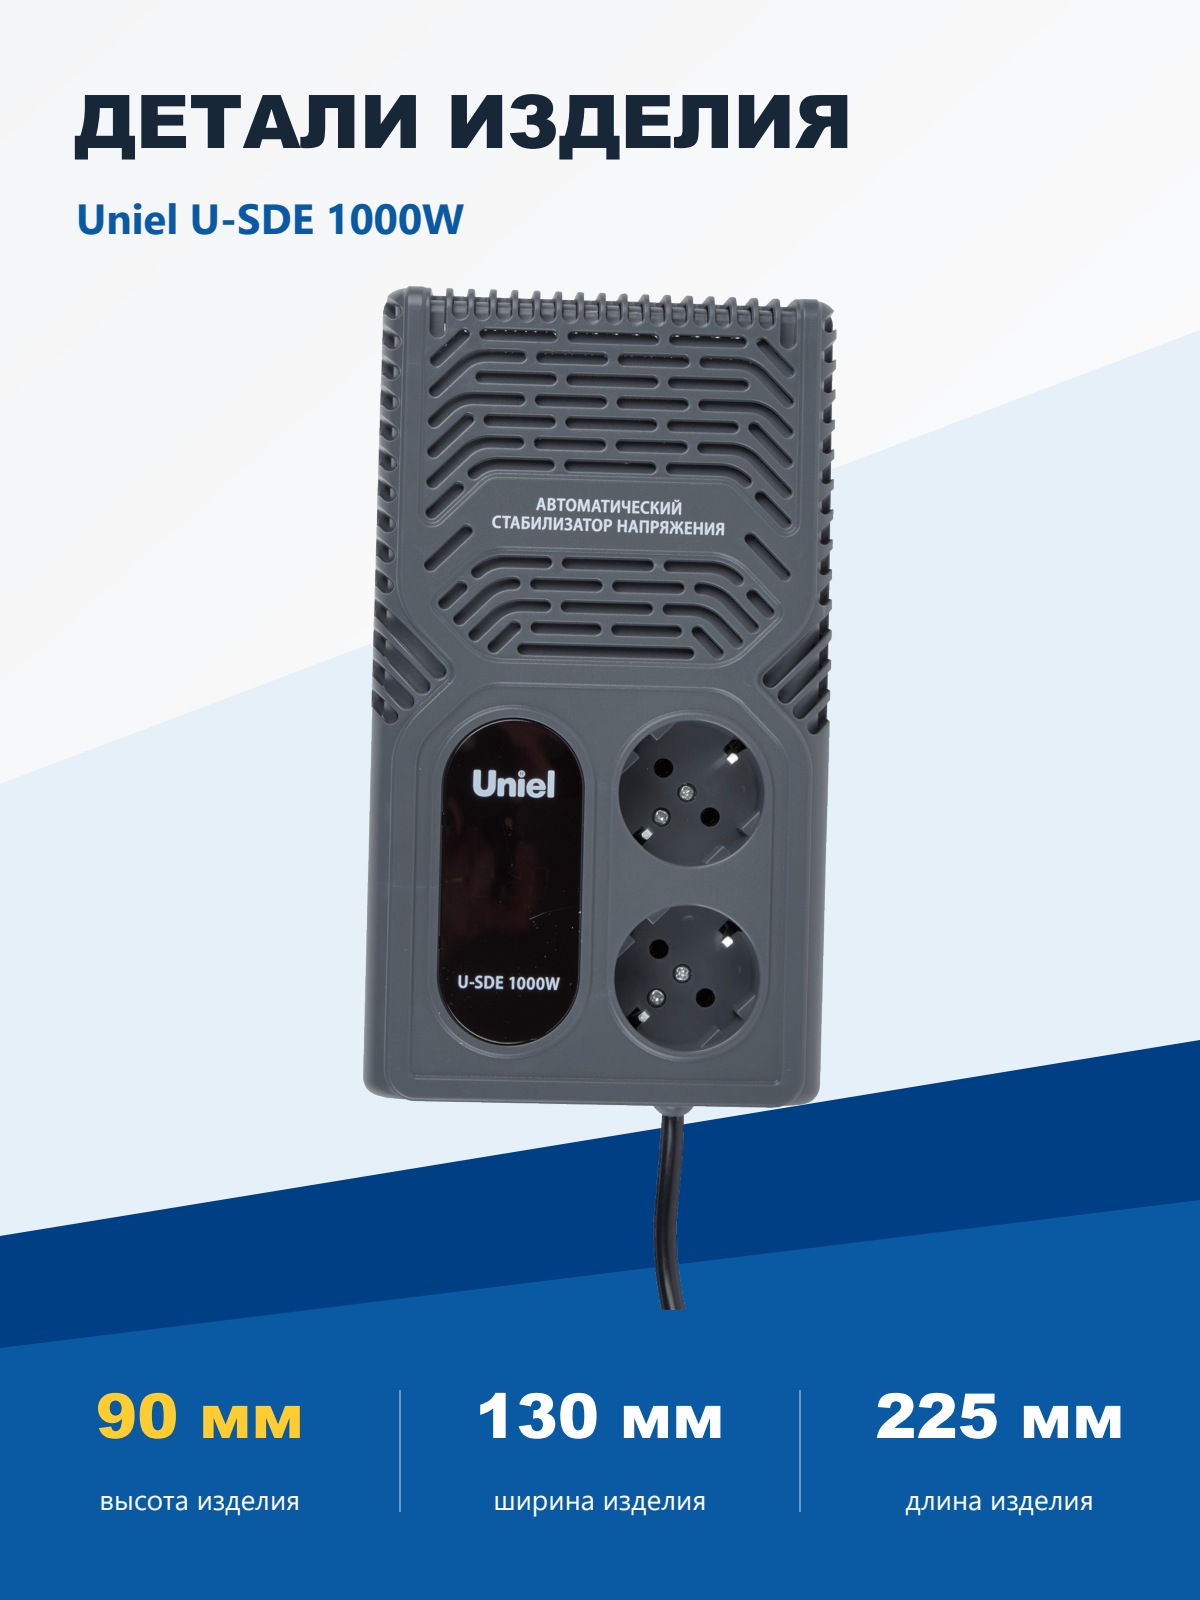 ДЕТАЛИ ИЗДЕЛИЯ
Uniel U-SDE 1000W
АВТОМАТИЧЕСКИЙ
СТАБИЛИЗАТОР НАПРЯЖЕНИЯ
Uniel
U-SDE 1000W
90 мм
высота изделия
130 мм
ширина изделия
225 мм
длина изделия